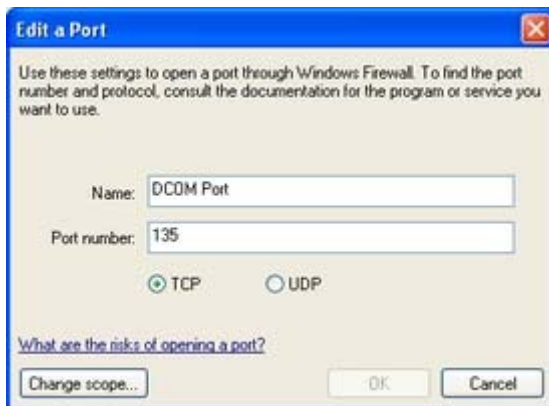 Edit a Port
Use these settings to open a port through Windows Firewall. To find the port
number and protocol, consult the documentation for the program or service you
want to use.
Name: DCOM Port
Port number: 135
TCP UDP
What are the risks of opening a port?
Change scope... OK Cancel